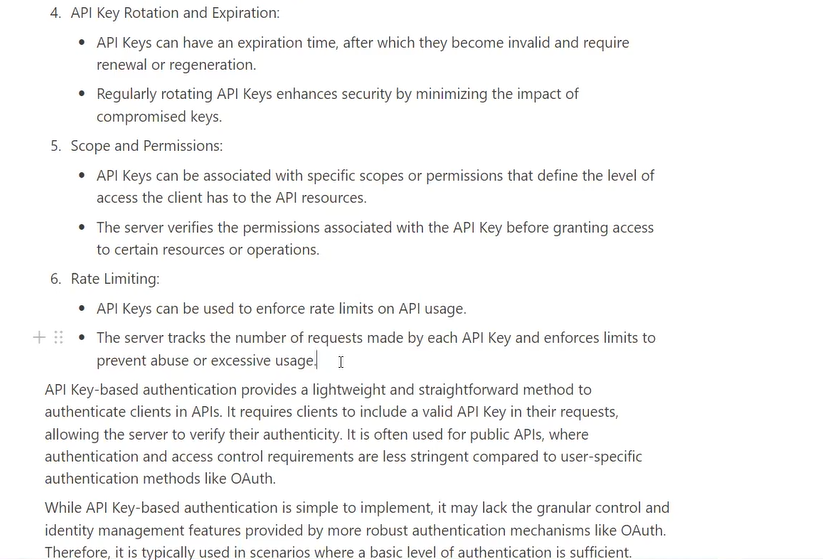 4. API Key Rotation and Expiration:
• API Keys can have an expiration time, after which they become invalid and require
renewal or regeneration.
• Regularly rotating API Keys enhances security by minimizing the impact of
compromised keys.
5. Scope and Permissions:
• API Keys can be associated with specific scopes or permissions that define the level of
access the client has to the API resources.
• The server verifies the permissions associated with the API Key before granting access
to certain resources or operations.
6. Rate Limiting:
• API Keys can be used to enforce rate limits on API usage.
• The server tracks the number of requests made by each API Key and enforces limits to
prevent abuse or excessive usage.
API Key-based authentication provides a lightweight and straightforward method to
authenticate clients in APIs. It requires clients to include a valid API Key in their requests,
allowing the server to verify their authenticity. It is often used for public APIs, where
authentication and access control requirements are less stringent compared to user-specific
authentication methods like OAuth.
While API Key-based authentication is simple to implement, it may lack the granular control and
identity management features provided by more robust authentication mechanisms like OAuth.
Therefore, it is typically used in scenarios where a basic level of authentication is sufficient.